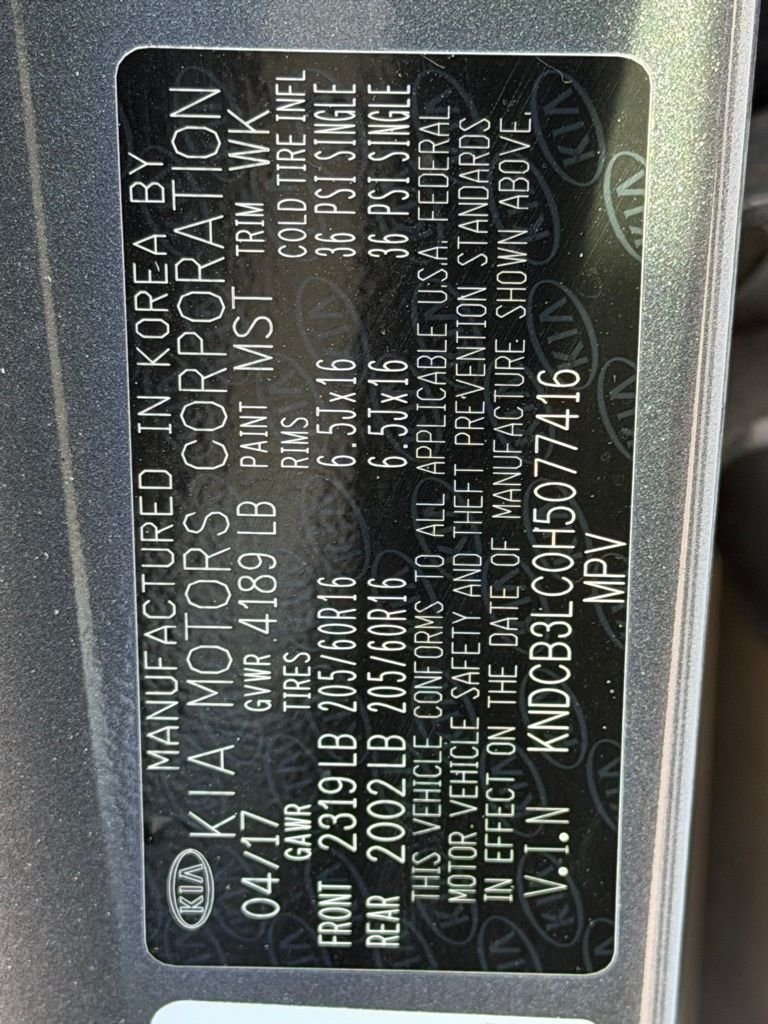 KIA MANUFACTURED IN KOREA BY
KIA MOTORS CORPORATION
04/17 GVWR 4189 LB PAINT MST TRIM WK
GAWR TIRES RIMS COLD TIRE INFL
FRONT 2319 LB 205/60R16 6.5Jx16 36 PSI SINGLE
REAR 2002 LB 205/60R16 6.5Jx16 36 PSI SINGLE
THIS VEHICLE CONFORMS TO ALL APPLICABLE U.S.A. FEDERAL
MOTOR. VEHICLE SAFETY AND THEFT PREVENTION STANDARDS
IN EFFECT ON THE DATE OF MANUFACTURE SHOWN ABOVE.
V.I.N KNDCB3LC0H5077416
MPV